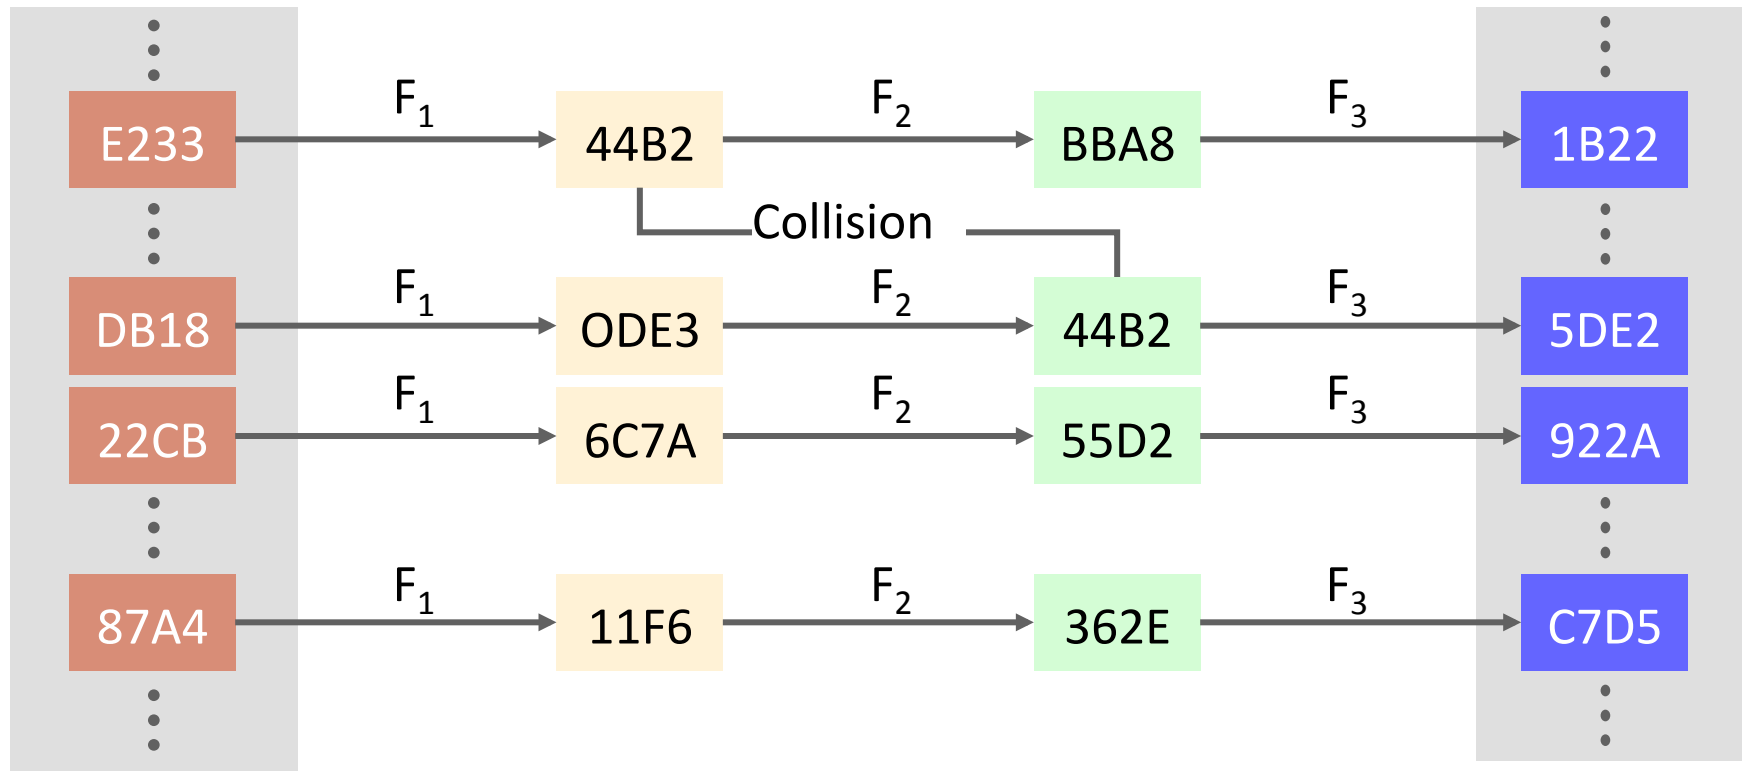 F1 F2 F3
E233 44B2 BBA8 1B22
Collision
F1 F2 F3
DB18 ODE3 44B2 5DE2
F1 F2 F3
22CB 6C7A 55D2 922A
F1 F2 F3
87A4 11F6 362E C7D5